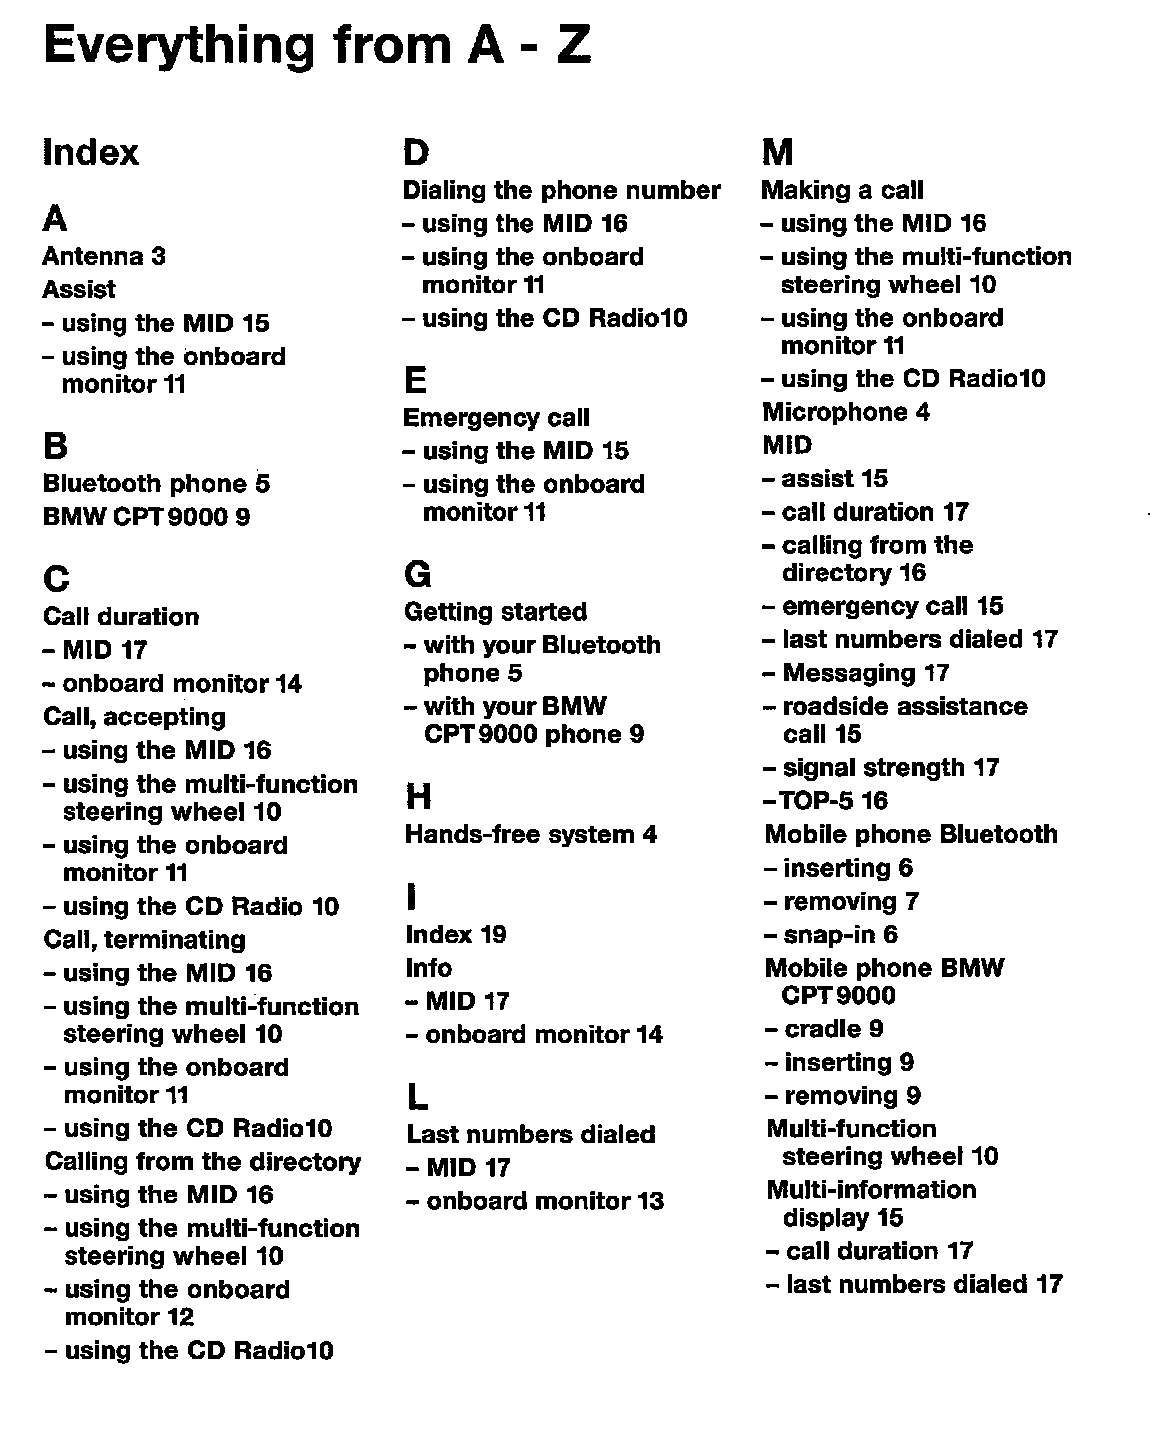 Everything from A - Z
Index
A
Antenna 3
Assist
– using the MID 15
– using the onboard
monitor 11
B
Bluetooth phone 5
BMW CPT9000 9
C
Call duration
– MID 17
– onboard monitor 14
Call, accepting
– using the MID 16
– using the multi-function
steering wheel 10
– using the onboard
monitor 11
– using the CD Radio 10
Call, terminating
– using the MID 16
– using the multi-function
steering wheel 10
– using the onboard
monitor 11
– using the CD Radio10
Calling from the directory
– using the MID 16
– using the multi-function
steering wheel 10
– using the onboard
monitor 12
– using the CD Radio10
D
Dialing the phone number
– using the MID 16
– using the onboard
monitor 11
– using the CD Radio10
E
Emergency call
– using the MID 15
– using the onboard
monitor 11
G
Getting started
– with your Bluetooth
phone 5
– with your BMW
CPT9000 phone 9
H
Hands-free system 4
I
Index 19
Info
– MID 17
– onboard monitor 14
L
Last numbers dialed
– MID 17
– onboard monitor 13
M
Making a call
– using the MID 16
– using the multi-function
steering wheel 10
– using the onboard
monitor 11
– using the CD Radio10
Microphone 4
MID
– assist 15
– call duration 17
– calling from the
directory 16
– emergency call 15
– last numbers dialed 17
– Messaging 17
– roadside assistance
call 15
– signal strength 17
–TOP-5 16
Mobile phone Bluetooth
– inserting 6
– removing 7
– snap-in 6
Mobile phone BMW
CPT9000
– cradle 9
– inserting 9
– removing 9
Multi-function
steering wheel 10
Multi-information
display 15
– call duration 17
– last numbers dialed 17